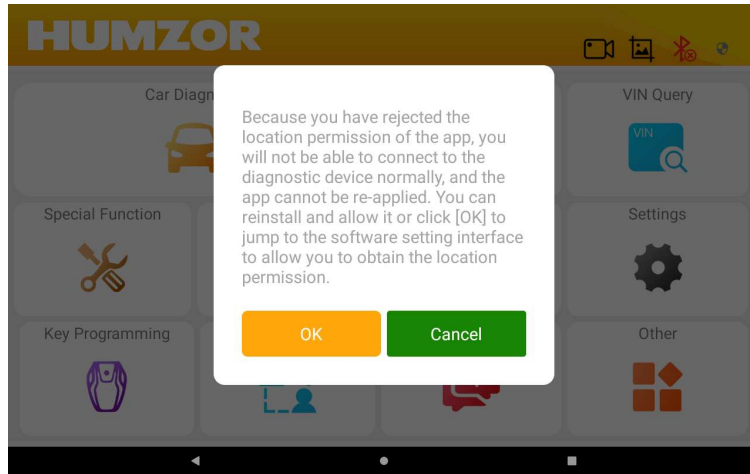 HUMZOR
Car Diagn
VIN Query
VIN
Because you have rejected the
location permission of the app, you
will not be able to connect to the
diagnostic device normally, and the
app cannot be re-applied. You can
reinstall and allow it or click [OK] to
jump to the software setting interface
to allow you to obtain the location
permission.
Special Function
Settings
OK
Cancel
Key Programming
Other